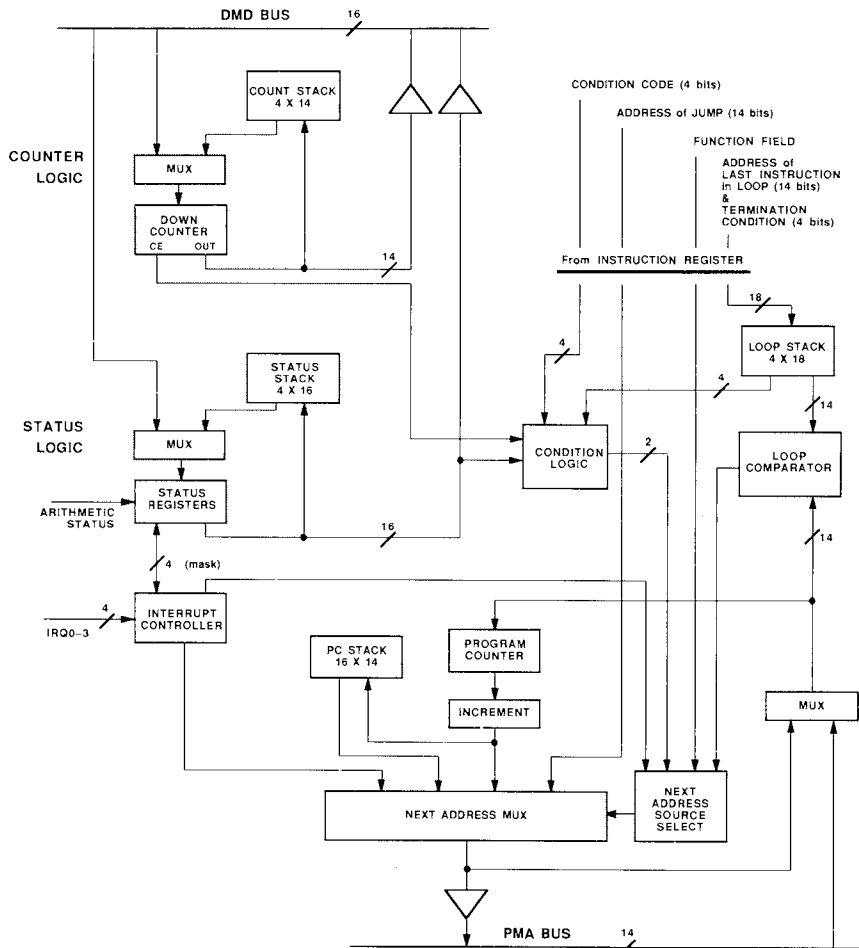 DMD BUS
16
COUNT STACK
4 X 14
CONDITION CODE (4 bits)
ADDRESS of JUMP (14 bits)
FUNCTION FIELD
ADDRESS of
LAST INSTRUCTION
in LOOP (14 bits)
&
TERMINATION
CONDITION (4 bits)
COUNTER
LOGIC
MUX
DOWN
COUNTER
CE OUT
14
From INSTRUCTION REGISTER
18
LOOP STACK
4 X 18
4
4
14
STATUS
STACK
4 X 16
STATUS
LOGIC
MUX
CONDITION
LOGIC
2
LOOP
COMPARATOR
STATUS
REGISTERS
ARITHMETIC
STATUS
16
14
4 (mask)
4
IRQ0-3
INTERRUPT
CONTROLLER
PC STACK
16 X 14
PROGRAM
COUNTER
INCREMENT
MUX
NEXT ADDRESS MUX
NEXT
ADDRESS
SOURCE
SELECT
PMA BUS
14